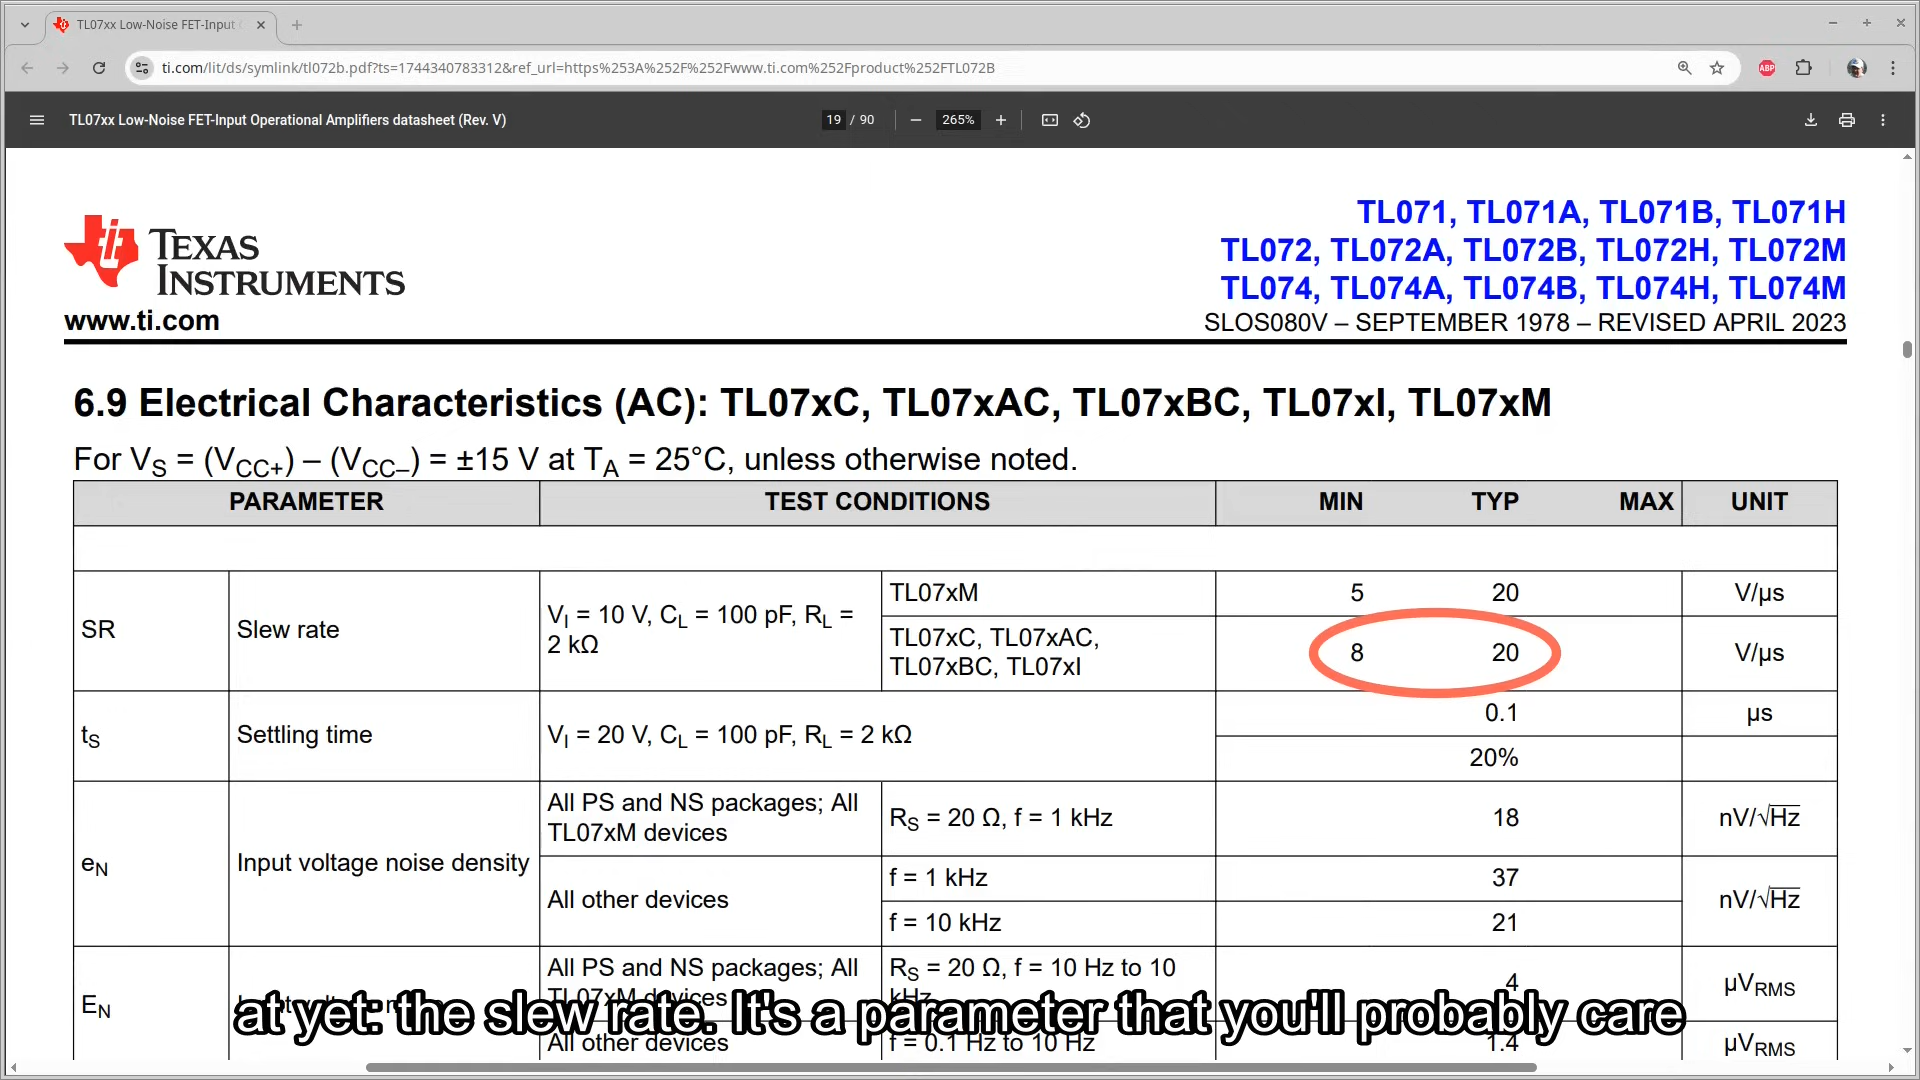 TL07xx Low-Noise FET-Input
ti.com/lit/ds/symlink/tl072b.pdf?ts=1744340783312&ref_url=https%253A%252F%252Fwww.ti.com%252Fproduct%252FTL072B
ABP
TL07xx Low-Noise FET-Input Operational Amplifiers datasheet (Rev. V)
19 / 90
265%
TEXAS INSTRUMENTS
www.ti.com
TL071, TL071A, TL071B, TL071H
TL072, TL072A, TL072B, TL072H, TL072M
TL074, TL074A, TL074B, TL074H, TL074M
SLOS080V – SEPTEMBER 1978 – REVISED APRIL 2023
6.9 Electrical Characteristics (AC): TL07xC, TL07xAC, TL07xBC, TL07xI, TL07xM
For VS = (VCC+) – (VCC–) = ±15 V at TA = 25°C, unless otherwise noted.
PARAMETER TEST CONDITIONS MIN TYP MAX UNIT
SR Slew rate VI = 10 V, CL = 100 pF, RL = 2 kΩ TL07xM 5 20 V/µs
TL07xC, TL07xAC, TL07xBC, TL07xI 8 20 V/µs
tS Settling time VI = 20 V, CL = 100 pF, RL = 2 kΩ 0.1 µs
20%
eN Input voltage noise density All PS and NS packages; All TL07xM devices RS = 20 Ω, f = 1 kHz 18 nV/√Hz
All other devices f = 1 kHz 37 nV/√Hz
f = 10 kHz 21
EN All PS and NS packages; All TL07xM devices RS = 20 Ω, f = 10 Hz to 10 kHz 4 µVRMS
All other devices f = 0.1 Hz to 10 Hz 1.4 µVRMS
at yet: the slew rate. It's a parameter that you'll probably care